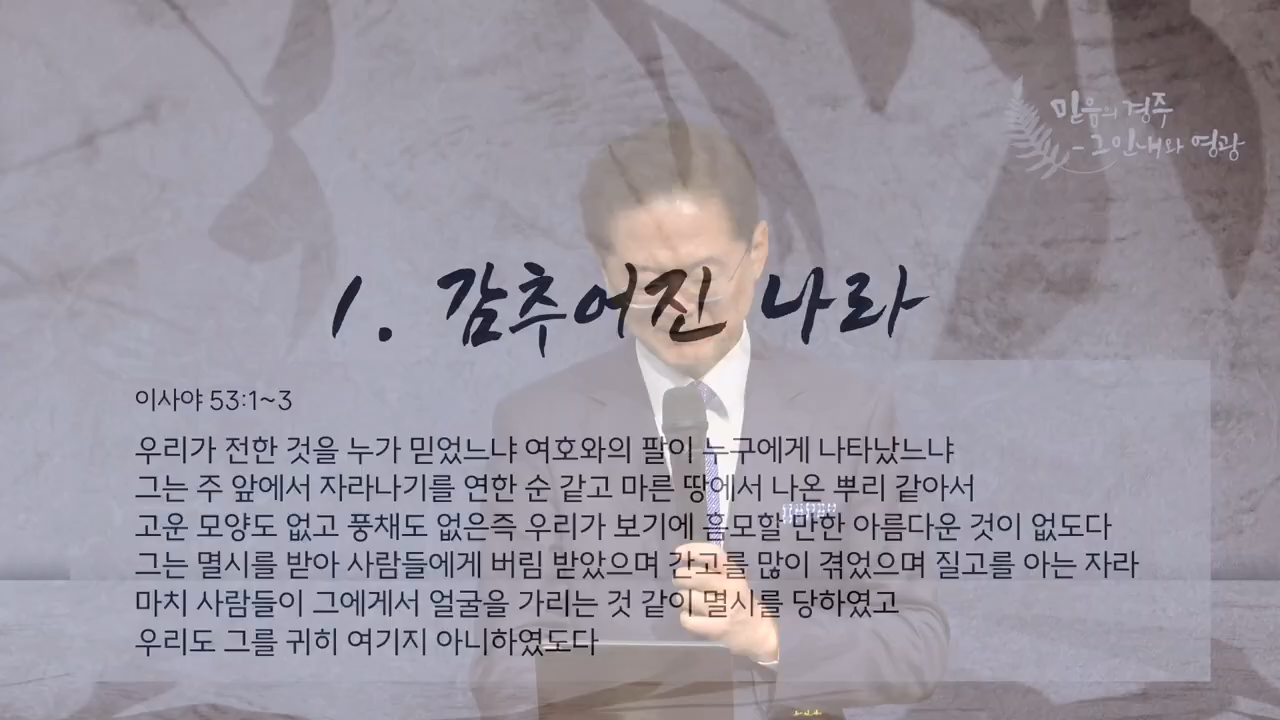 믿음의 경주
- 그 인내와 영광
1. 감추어진 나라
이사야 53:1~3
우리가 전한 것을 누가 믿었느냐 여호와의 팔이 누구에게 나타났느냐
그는 주 앞에서 자라나기를 연한 순 같고 마른 땅에서 나온 뿌리 같아서
고운 모양도 없고 풍채도 없은즉 우리가 보기에 흠모할 만한 아름다운 것이 없도다
그는 멸시를 받아 사람들에게 버림 받았으며 간고를 많이 겪었으며 질고를 아는 자라
마치 사람들이 그에게서 얼굴을 가리는 것 같이 멸시를 당하였고
우리도 그를 귀히 여기지 아니하였도다